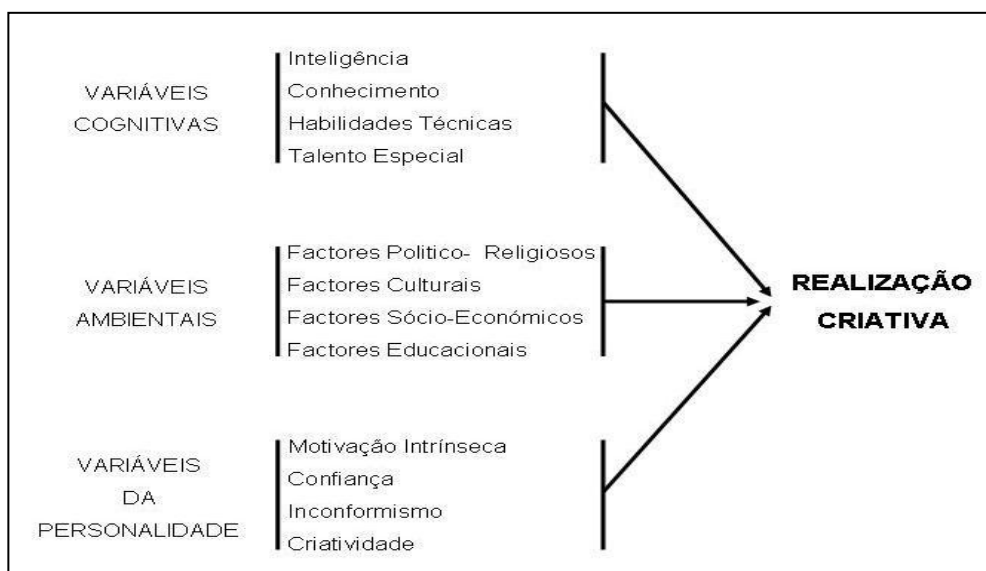 VARIÁVEIS
COGNITIVAS
Inteligência
Conhecimento
Habilidades Técnicas
Talento Especial
VARIÁVEIS
AMBIENTAIS
Factores Politico- Religiosos
Factores Culturais
Factores Sócio-Económicos
Factores Educacionais
VARIÁVEIS
DA
PERSONALIDADE
Motivação Intrínseca
Confiança
Inconformismo
Criatividade
REALIZAÇÃO
CRIATIVA